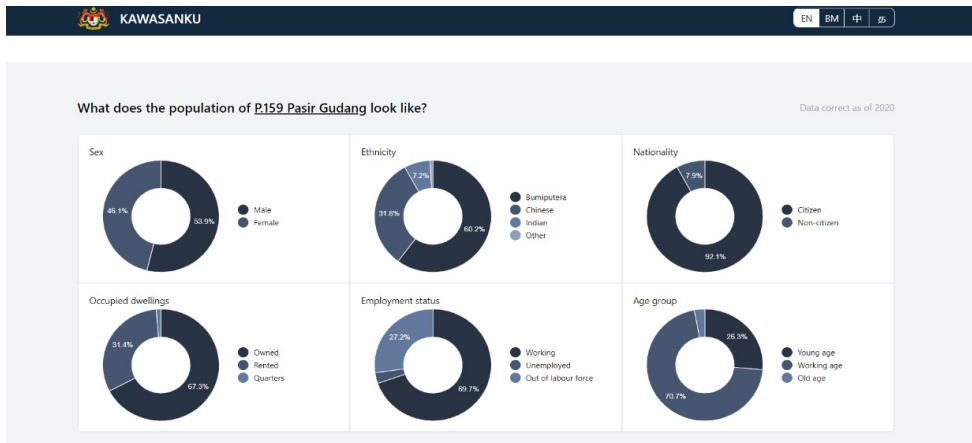 KAWASANKU
EN BM 中 த
What does the population of P.159 Pasir Gudang look like?
Data correct as of 2020
Sex
46.1%
53.9%
Male
Female
Ethnicity
7.2%
31.8%
60.2%
Bumiputera
Chinese
Indian
Other
Nationality
7.9%
92.1%
Citizen
Non-citizen
Occupied dwellings
31.4%
67.3%
Owned
Rented
Quarters
Employment status
27.2%
69.7%
Working
Unemployed
Out of labour force
Age group
26.3%
70.7%
Young age
Working age
Old age